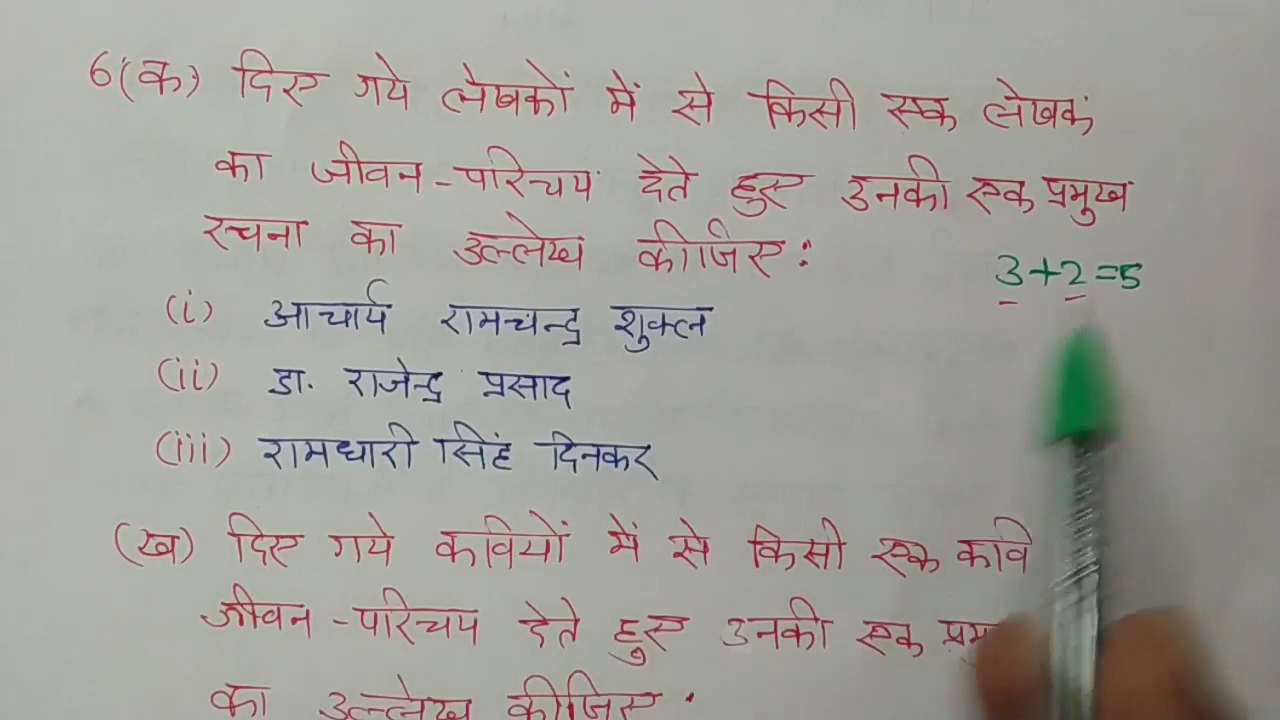 6(क) दिए गये लेखकों में से किसी एक लेखक
का जीवन-परिचय देते हुए उनकी एक प्रमुख
रचना का उल्लेख कीजिए:
3+2=5
(i) आचार्य रामचन्द्र शुक्ल
(ii) डा. राजेन्द्र प्रसाद
(iii) रामधारी सिंह दिनकर
(ख) दिए गये कवियों में से किसी एक कवि
जीवन-परिचय देते हुए उनकी एक
का उल्लेख कीजिए: